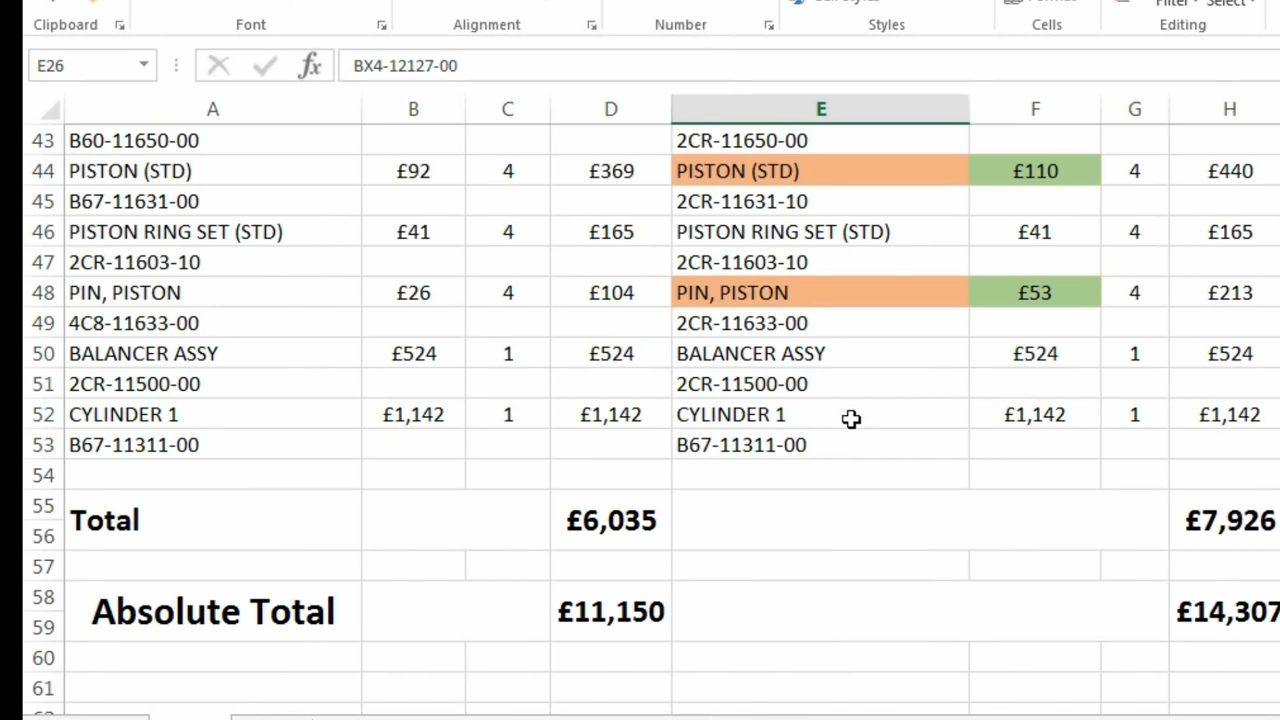 Clipboard Font Alignment Number Styles Cells Editing
E26 fx BX4-12127-00
A B C D E F G H
43 B60-11650-00 2CR-11650-00
44 PISTON (STD) £92 4 £369 PISTON (STD) £110 4 £440
45 B67-11631-00 2CR-11631-10
46 PISTON RING SET (STD) £41 4 £165 PISTON RING SET (STD) £41 4 £165
47 2CR-11603-10 2CR-11603-10
48 PIN, PISTON £26 4 £104 PIN, PISTON £53 4 £213
49 4C8-11633-00 2CR-11633-00
50 BALANCER ASSY £524 1 £524 BALANCER ASSY £524 1 £524
51 2CR-11500-00 2CR-11500-00
52 CYLINDER 1 £1,142 1 £1,142 CYLINDER 1 £1,142 1 £1,142
53 B67-11311-00 B67-11311-00
54
55
Total £6,035 £7,926
56
57
58
Absolute Total £11,150 £14,307
59
60
61